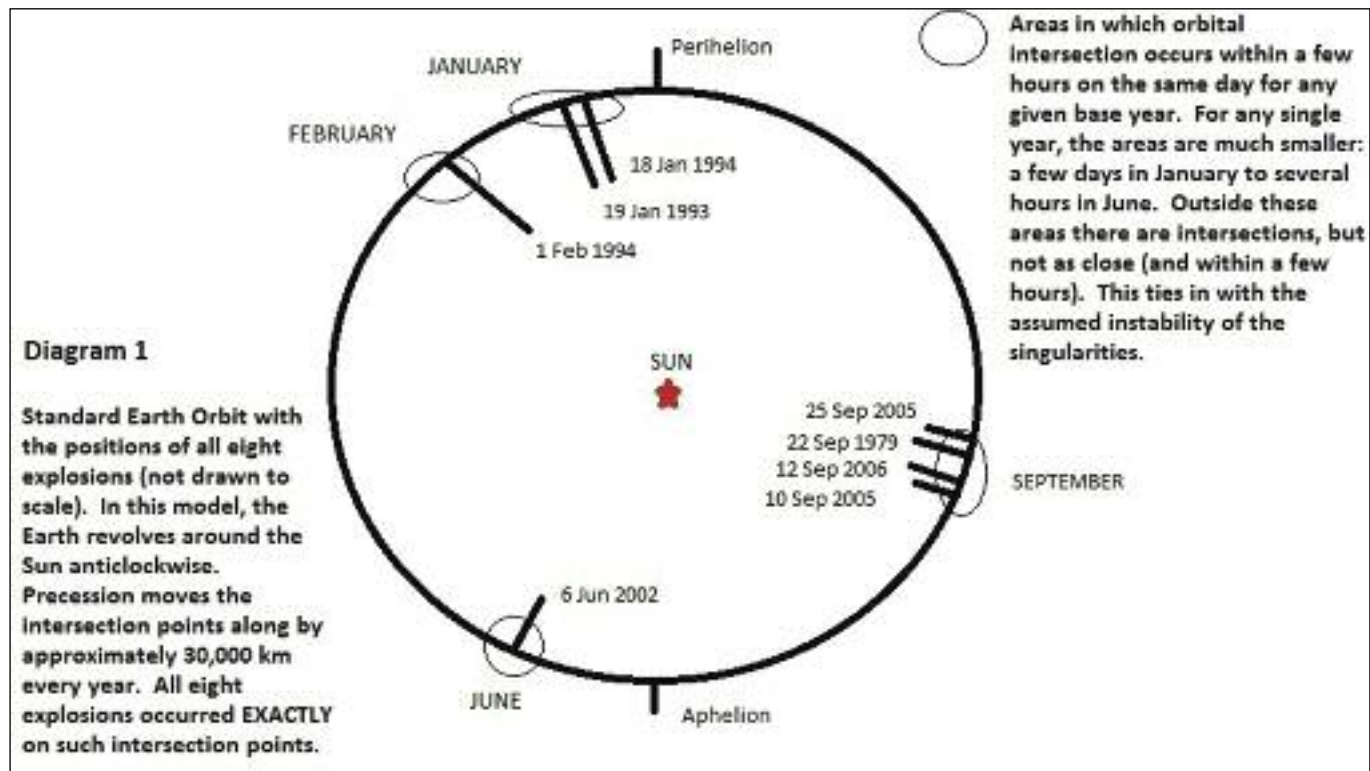 Perihelion
JANUARY
FEBRUARY
18 Jan 1994
19 Jan 1993
1 Feb 1994
Areas in which orbital
intersection occurs within a few
hours on the same day for any
given base year. For any single
year, the areas are much smaller:
a few days in January to several
hours in June. Outside these
areas there are intersections, but
not as close (and within a few
hours). This ties in with the
assumed instability of the
singularities.
Diagram 1
Standard Earth Orbit with
the positions of all eight
explosions (not drawn to
scale). In this model, the
Earth revolves around the
Sun anticlockwise.
Precession moves the
intersection points along by
approximately 30,000 km
every year. All eight
explosions occurred EXACTLY
on such intersection points.
SUN
25 Sep 2005
22 Sep 1979
12 Sep 2006
10 Sep 2005
SEPTEMBER
6 Jun 2002
JUNE
Aphelion